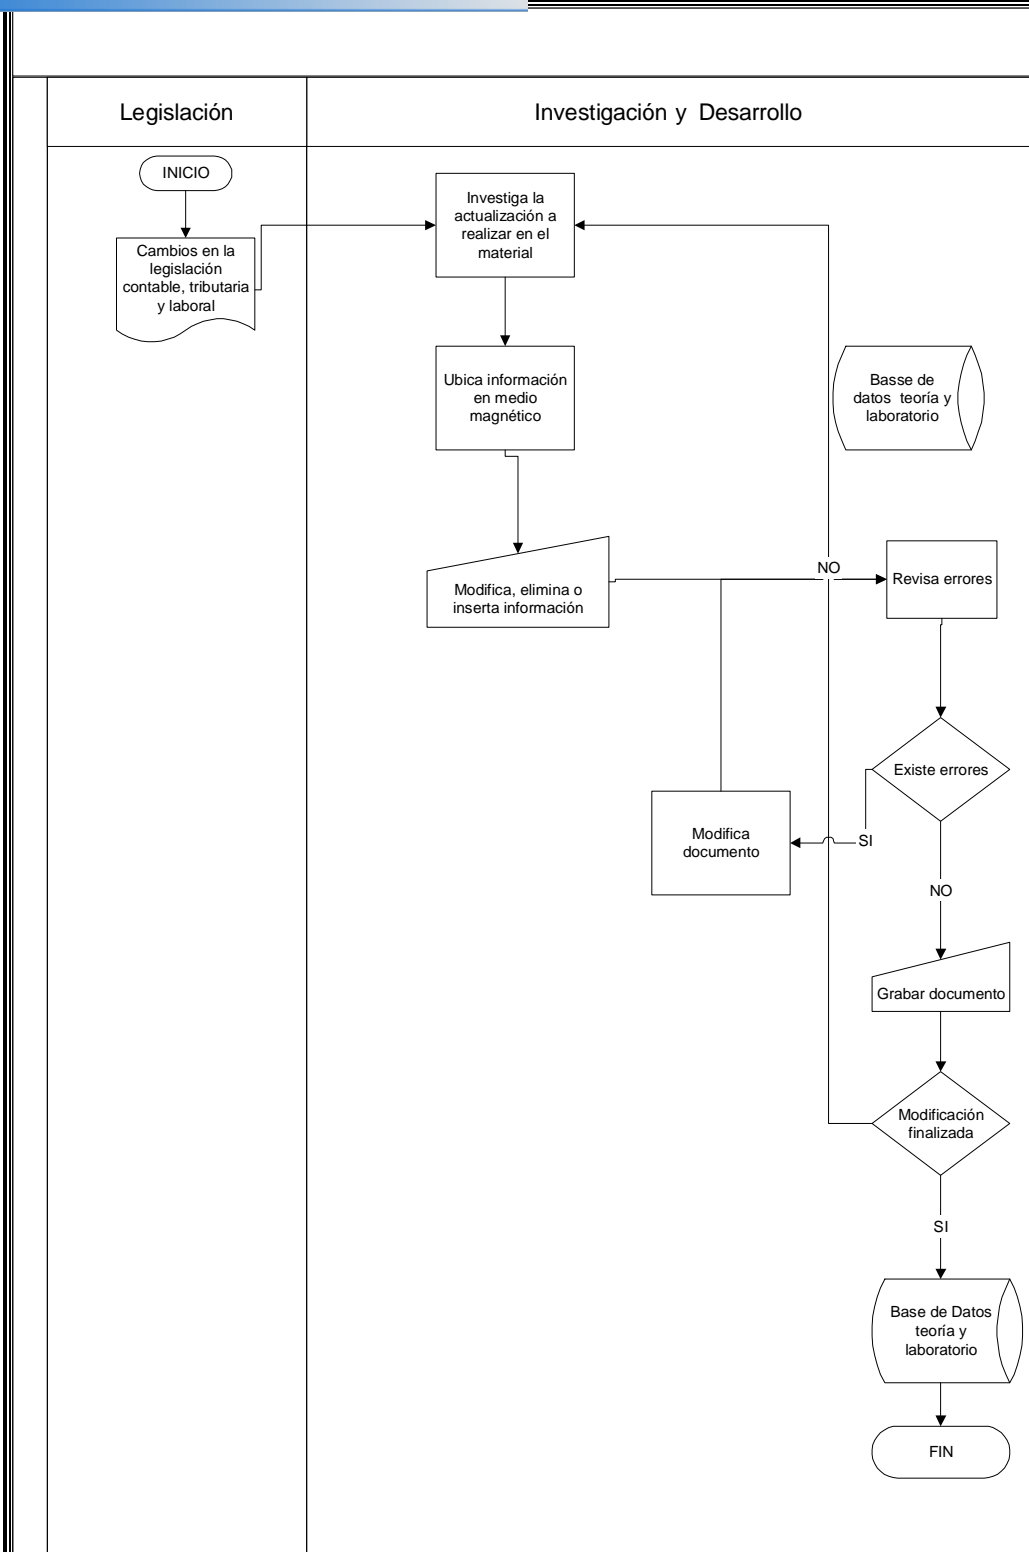 Legislación
Investigación y Desarrollo
INICIO
Cambios en la
legislación
contable, tributaria
y laboral
Investiga la
actualización a
realizar en el
material
Ubica información
en medio
magnético
Basse de
datos teoría y
laboratorio
Modifica, elimina o
inserta información
NO
Revisa errores
Existe errores
SI
Modifica
documento
NO
Grabar documento
Modificación
finalizada
SI
Base de Datos
teoría y
laboratorio
FIN